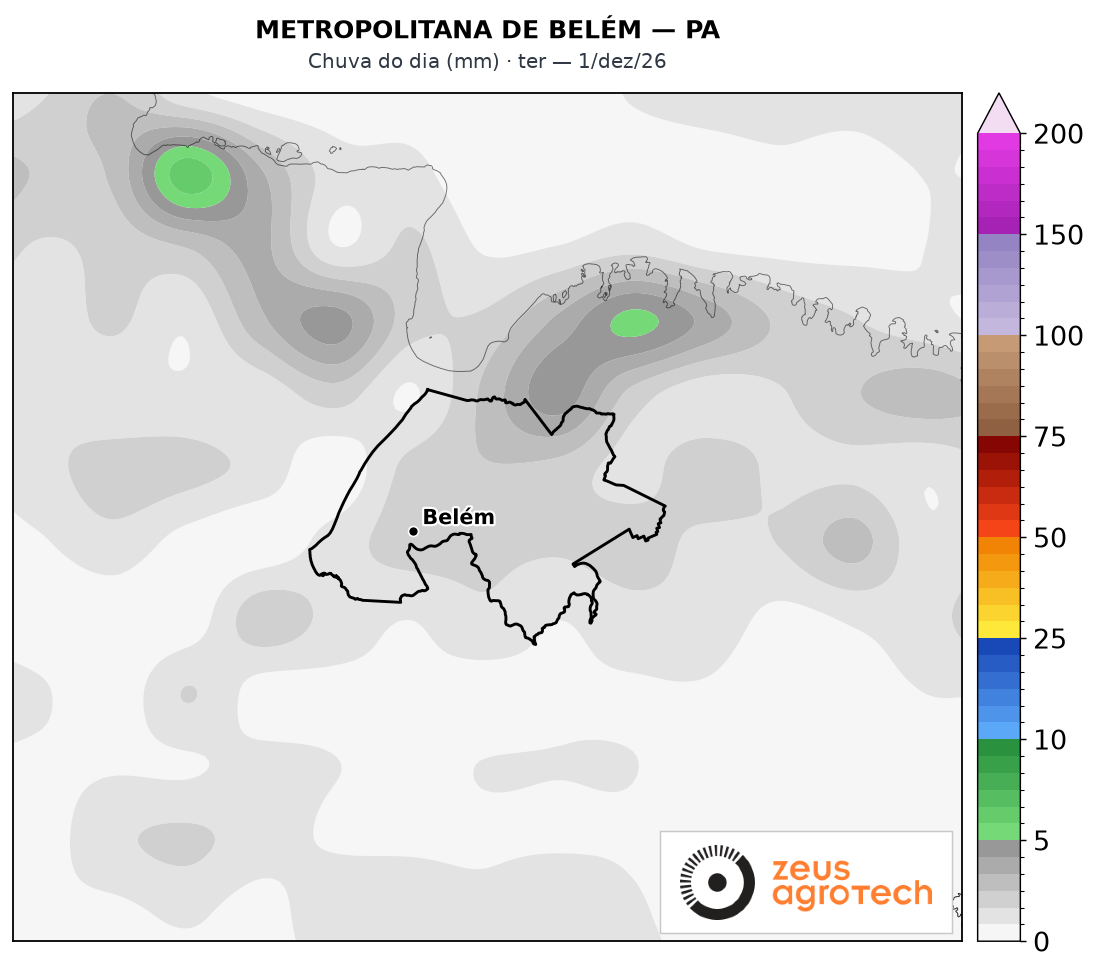 METROPOLITANA DE BELÉM — PA
Chuva do dia (mm) · ter — 1/dez/26
200
150
100
75
50
25
10
5
0
Belém
zeus
agrotech